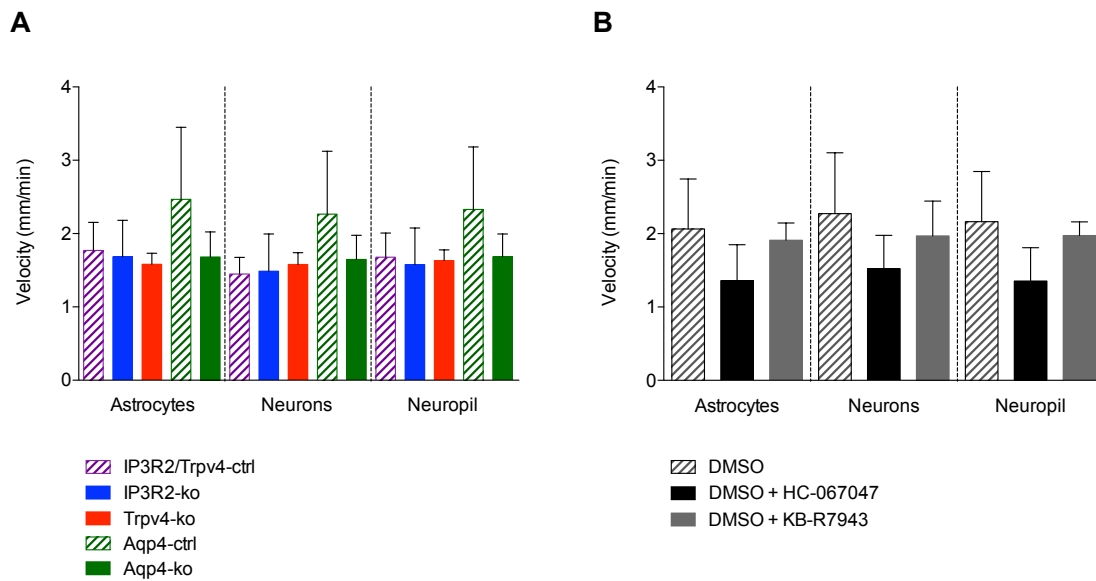 A
Velocity (mm/min)
4
3
2
1
0
Astrocytes Neurons Neuropil
IP3R2/Trpv4-ctrl
IP3R2-ko
Trpv4-ko
Aqp4-ctrl
Aqp4-ko
B
Velocity (mm/min)
4
3
2
1
0
Astrocytes Neurons Neuropil
DMSO
DMSO + HC-067047
DMSO + KB-R7943